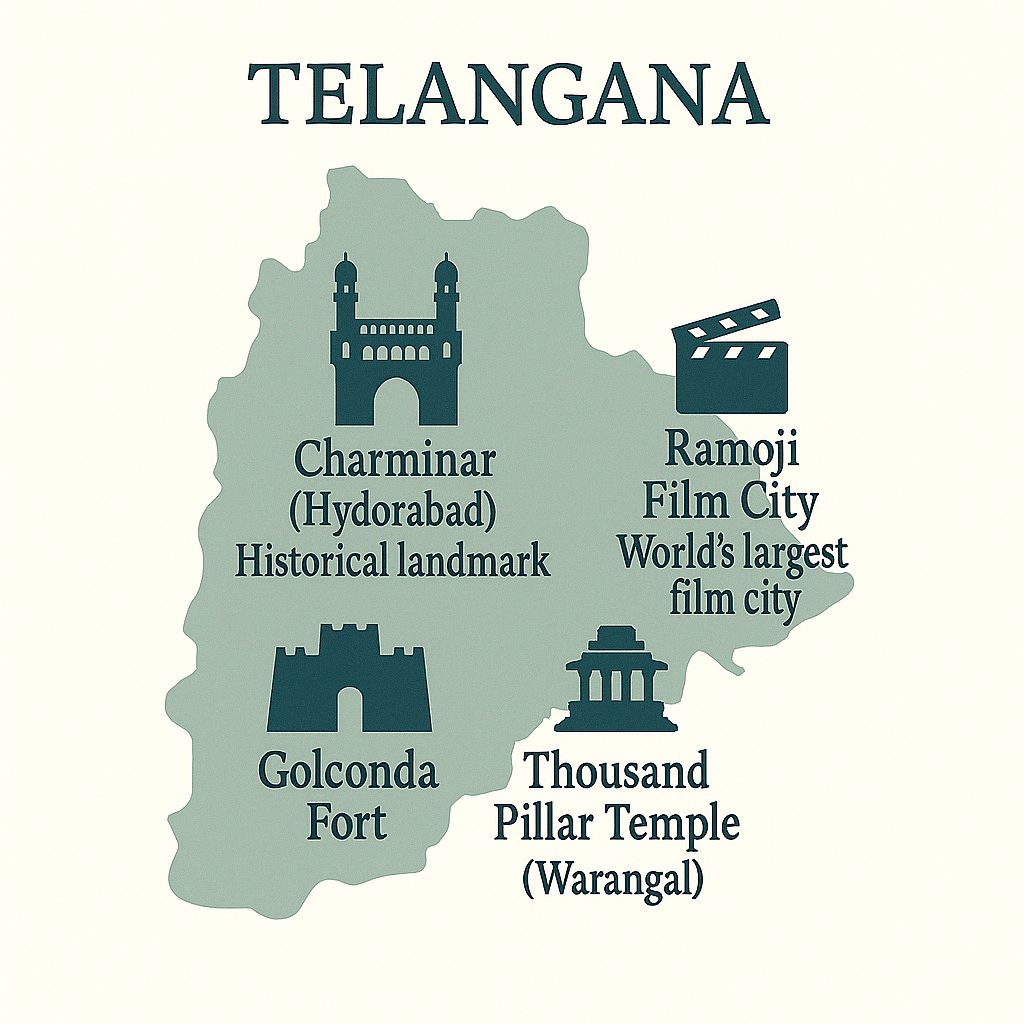 TELANGANA
Charminar
(Hydorabad)
Historical landmark
Ramoji
Film City
World's largest
film city
Golconda
Fort
Thousand
Pillar Temple
(Warangal)